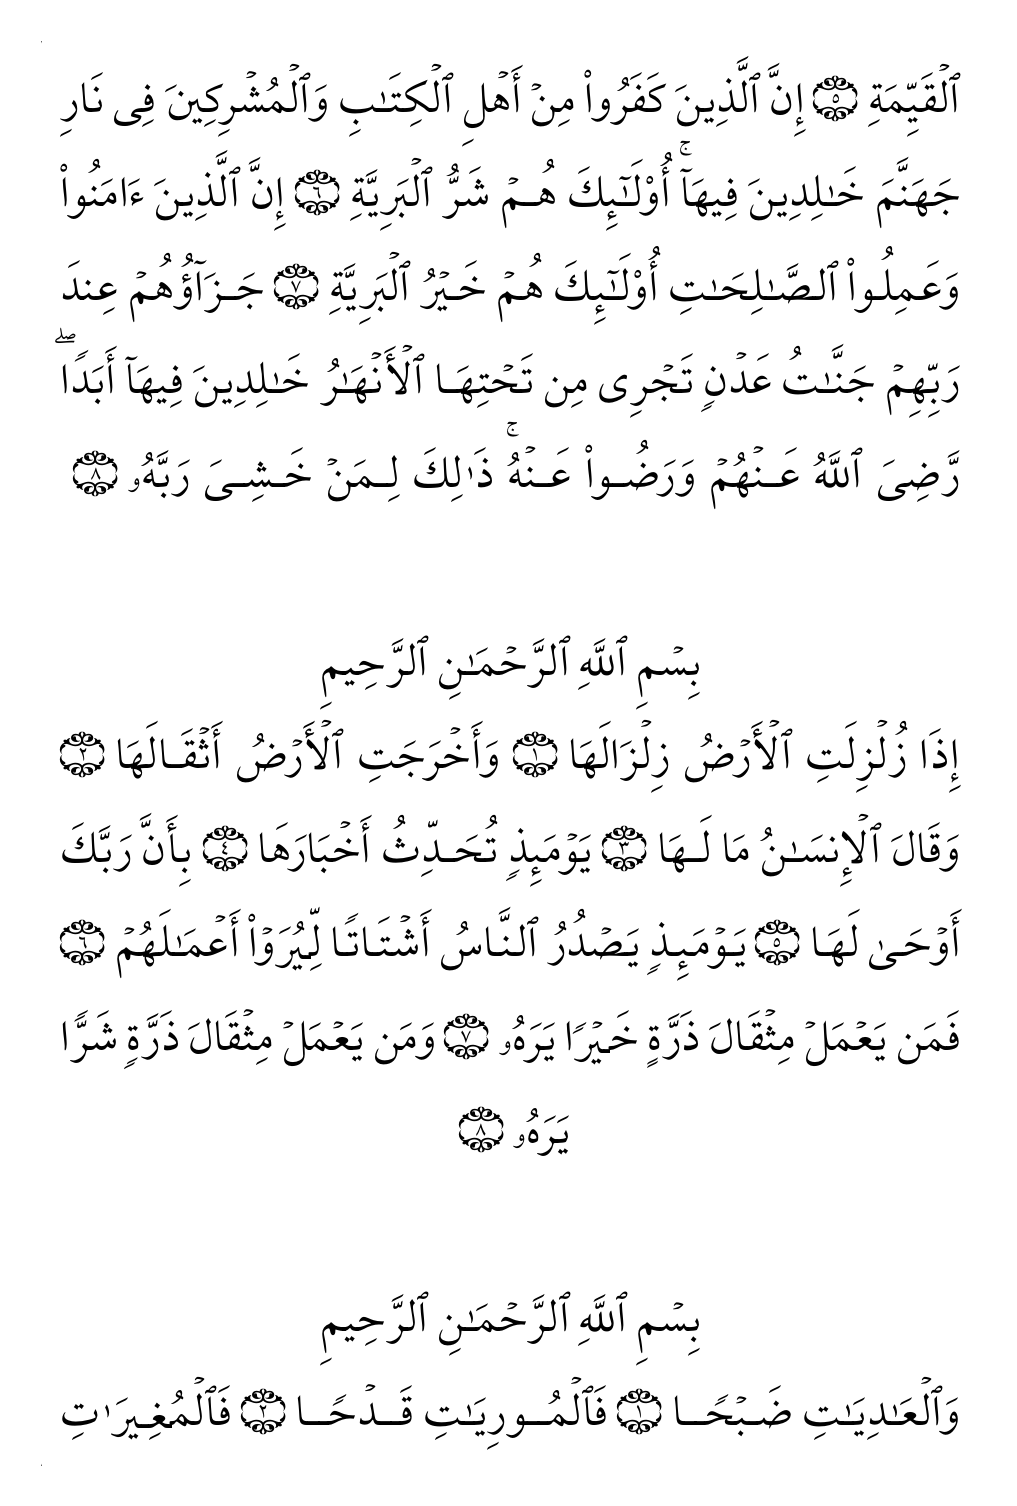 ٱلۡقَيِّمَةِ ۝٥ إِنَّ ٱلَّذِينَ كَفَرُواْ مِنۡ أَهۡلِ ٱلۡكِتَٰبِ وَٱلۡمُشۡرِكِينَ فِى نَارِ
جَهَنَّمَ خَٰلِدِينَ فِيهَآۚ أُوْلَٰٓئِكَ هُمۡ شَرُّ ٱلۡبَرِيَّةِ ۝٦ إِنَّ ٱلَّذِينَ ءَامَنُواْ
وَعَمِلُواْ ٱلصَّٰلِحَٰتِ أُوْلَٰٓئِكَ هُمۡ خَيۡرُ ٱلۡبَرِيَّةِ ۝٧ جَزَآؤُهُمۡ عِندَ
رَبِّهِمۡ جَنَّٰتُ عَدۡنٖ تَجۡرِى مِن تَحۡتِهَا ٱلۡأَنۡهَٰرُ خَٰلِدِينَ فِيهَآ أَبَدٗاۖ
رَّضِىَ ٱللَّهُ عَنۡهُمۡ وَرَضُواْ عَنۡهُۚ ذَٰلِكَ لِمَنۡ خَشِىَ رَبَّهُۥ ۝٨
بِسۡمِ ٱللَّهِ ٱلرَّحۡمَٰنِ ٱلرَّحِيمِ
إِذَا زُلۡزِلَتِ ٱلۡأَرۡضُ زِلۡزَالَهَا ۝١ وَأَخۡرَجَتِ ٱلۡأَرۡضُ أَثۡقَالَهَا ۝٢
وَقَالَ ٱلۡإِنسَٰنُ مَا لَهَا ۝٣ يَوۡمَئِذٖ تُحَدِّثُ أَخۡبَارَهَا ۝٤ بِأَنَّ رَبَّكَ
أَوۡحَىٰ لَهَا ۝٥ يَوۡمَئِذٖ يَصۡدُرُ ٱلنَّاسُ أَشۡتَاتٗا لِّيُرَوۡاْ أَعۡمَٰلَهُمۡ ۝٦
فَمَن يَعۡمَلۡ مِثۡقَالَ ذَرَّةٍ خَيۡرٗا يَرَهُۥ ۝٧ وَمَن يَعۡمَلۡ مِثۡقَالَ ذَرَّةٖ شَرّٗا
يَرَهُۥ ۝٨
بِسۡمِ ٱللَّهِ ٱلرَّحۡمَٰنِ ٱلرَّحِيمِ
وَٱلۡعَٰدِيَٰتِ ضَبۡحٗا ۝١ فَٱلۡمُورِيَٰتِ قَدۡحٗا ۝٢ فَٱلۡمُغِيرَٰتِ